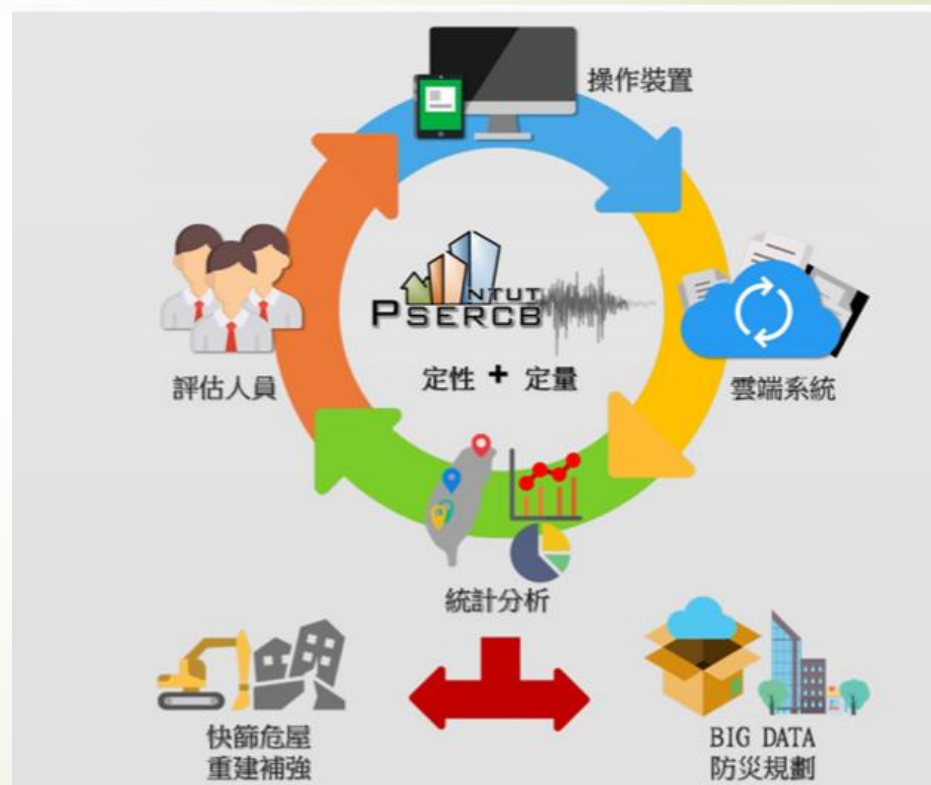 操作裝置
NTUT
PSERCB
定性 + 定量
評估人員
雲端系統
統計分析
快篩危屋
重建補強
BIG DATA
防災規劃